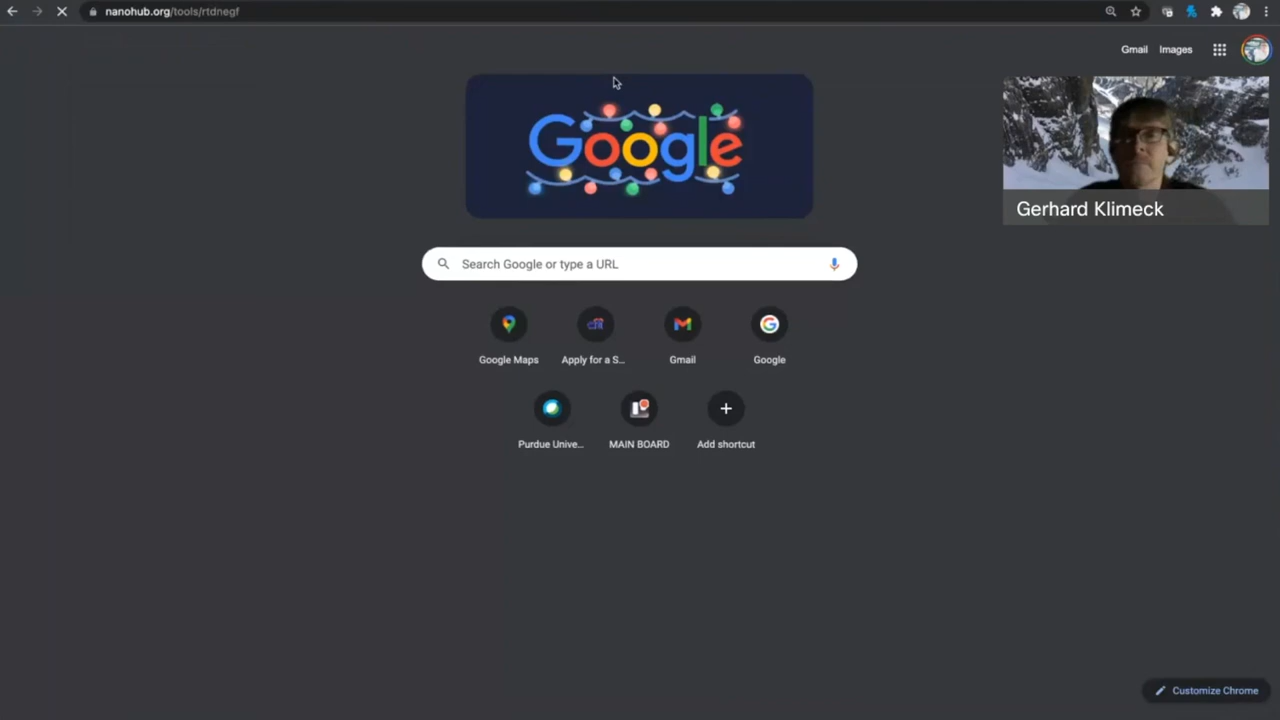 nanohub.org/tools/rtdnegf
Gmail Images
Google
Gerhard Klimeck
Search Google or type a URL
Google Maps
Apply for a S...
Gmail
Google
Purdue Unive...
MAIN BOARD
Add shortcut
Customize Chrome